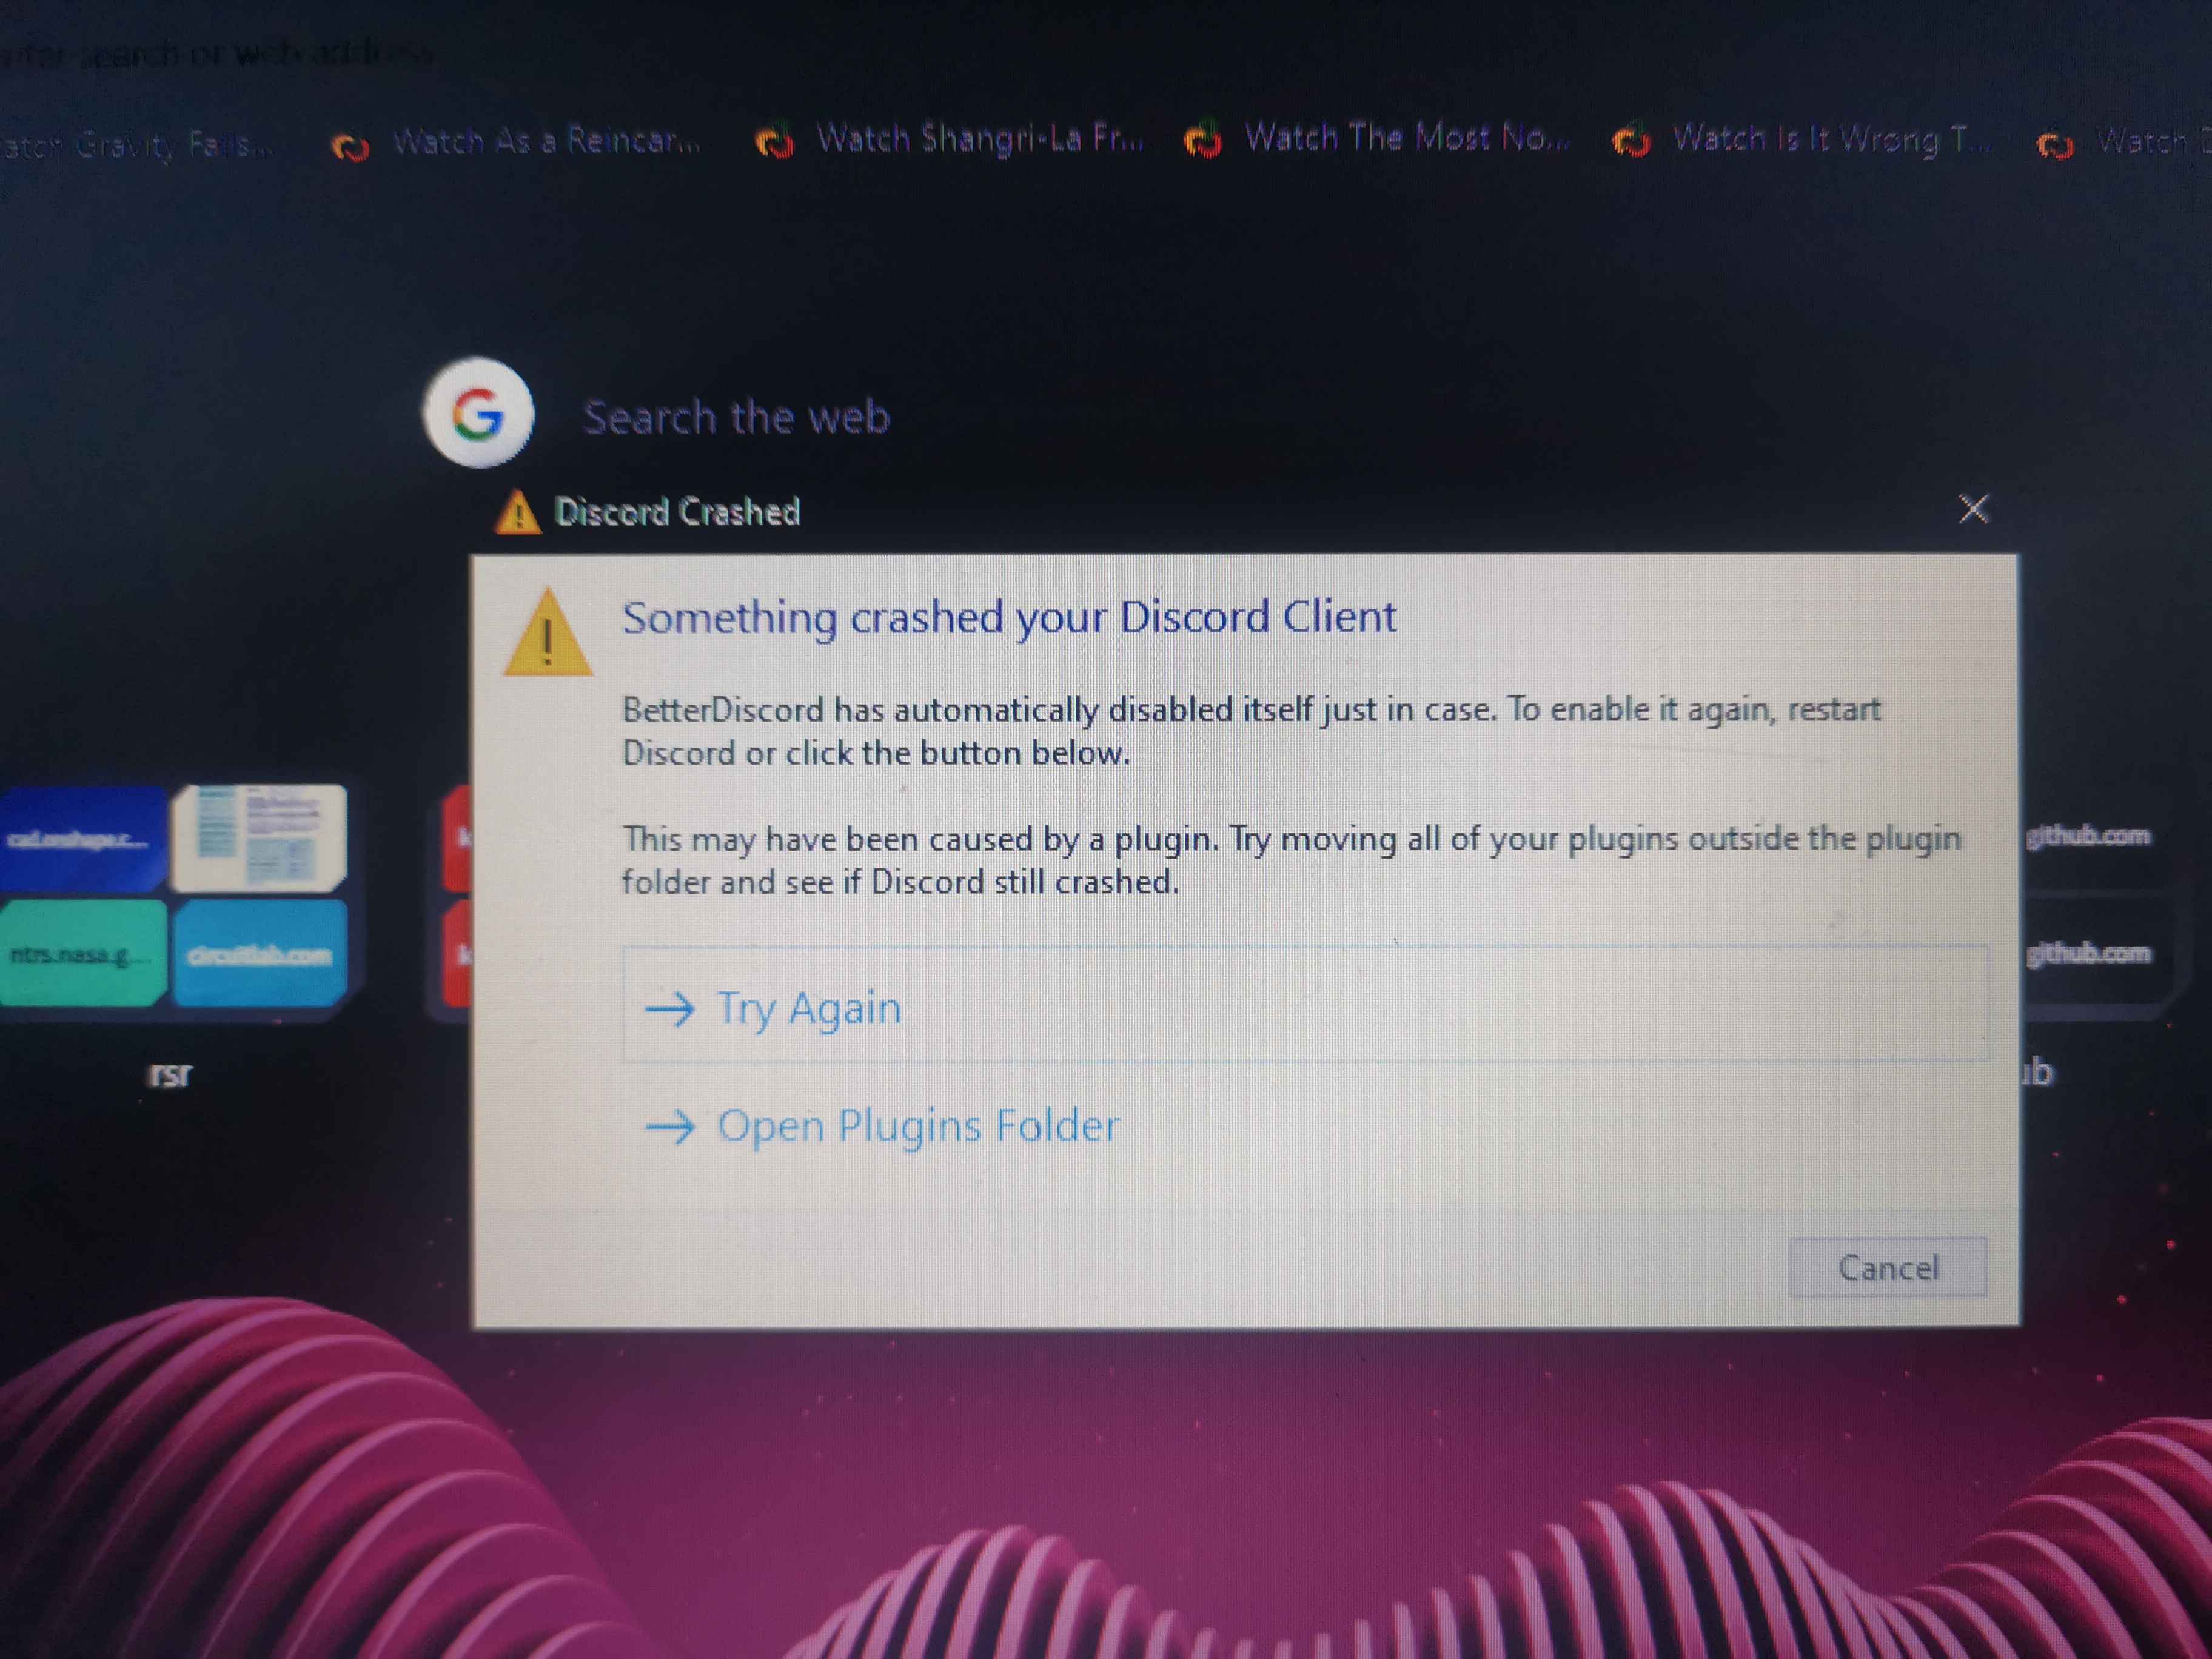 search or web address
Gravity Falls...
Watch As a Reincar...
Watch Shangri-La Fr...
Watch The Most No...
Watch Is It Wrong T...
Watch
Search the web
Discord Crashed
Something crashed your Discord Client
BetterDiscord has automatically disabled itself just in case. To enable it again, restart
Discord or click the button below.
This may have been caused by a plugin. Try moving all of your plugins outside the plugin
folder and see if Discord still crashed.
Try Again
Open Plugins Folder
Cancel
cad.onshape.c...
ntrs.nasa.g...
circuitlab.com
rsr
github.com
github.com
ub